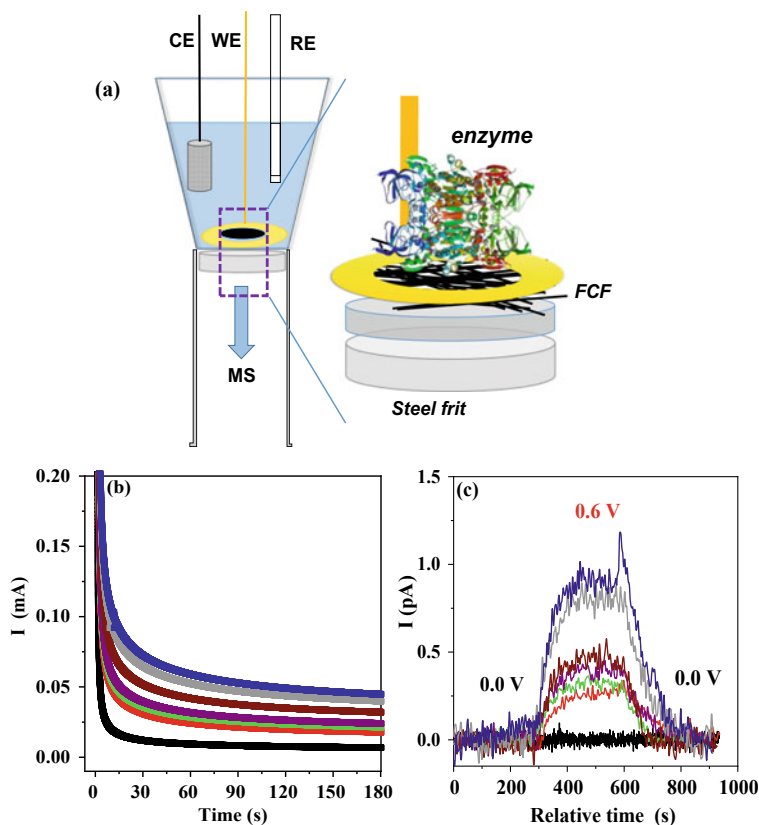 CE WE RE
(a)
enzyme
FCF
MS
Steel frit
(b)
0.20
0.15
0.10
0.05
0.00
I (mA)
0 30 60 90 120 150 180
Time (s)
(c)
1.5
1.0
0.5
0.0
I (pA)
0.6 V
0.0 V
0.0 V
0 200 400 600 800 1000
Relative time (s)